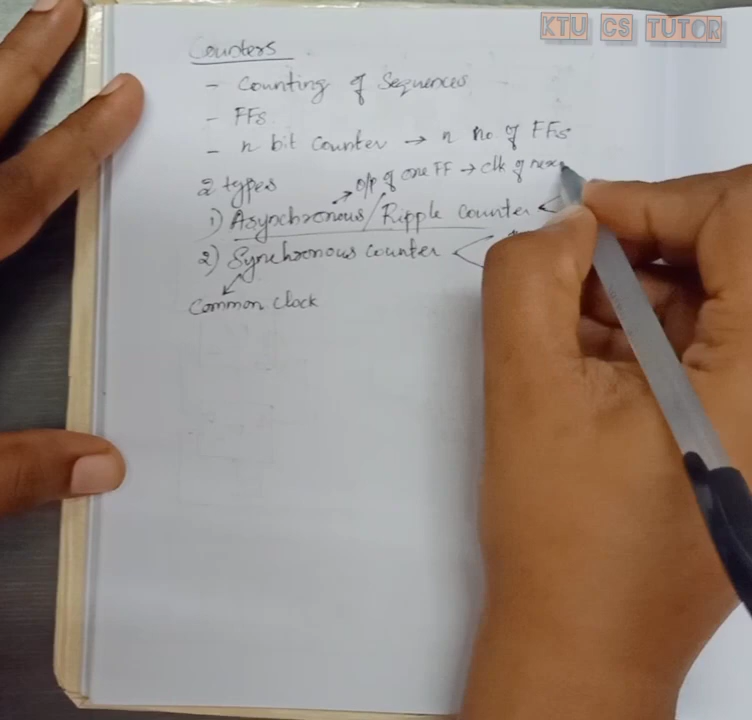 KTU CS TUTOR
Counters
- Counting of Sequences
- FFs
- n bit counter → n no of FFs
2 types
→ o/p of one FF → clk of nex
1) Asynchronous/Ripple counter <
2) Synchronous counter <
Common clock